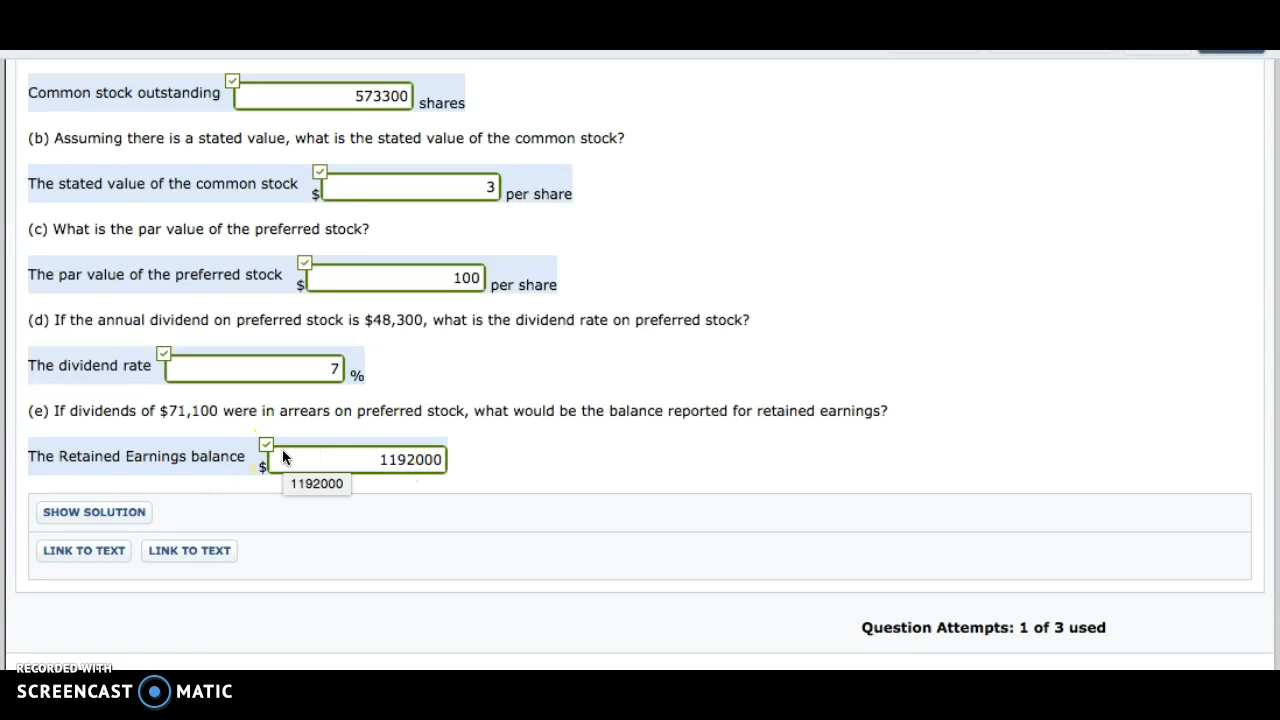 Common stock outstanding 573300 shares
(b) Assuming there is a stated value, what is the stated value of the common stock?
The stated value of the common stock $ 3 per share
(c) What is the par value of the preferred stock?
The par value of the preferred stock $ 100 per share
(d) If the annual dividend on preferred stock is $48,300, what is the dividend rate on preferred stock?
The dividend rate 7 %
(e) If dividends of $71,100 were in arrears on preferred stock, what would be the balance reported for retained earnings?
The Retained Earnings balance $ 1192000
1192000
SHOW SOLUTION
LINK TO TEXT LINK TO TEXT
Question Attempts: 1 of 3 used
RECORDED WITH
SCREENCAST MATIC